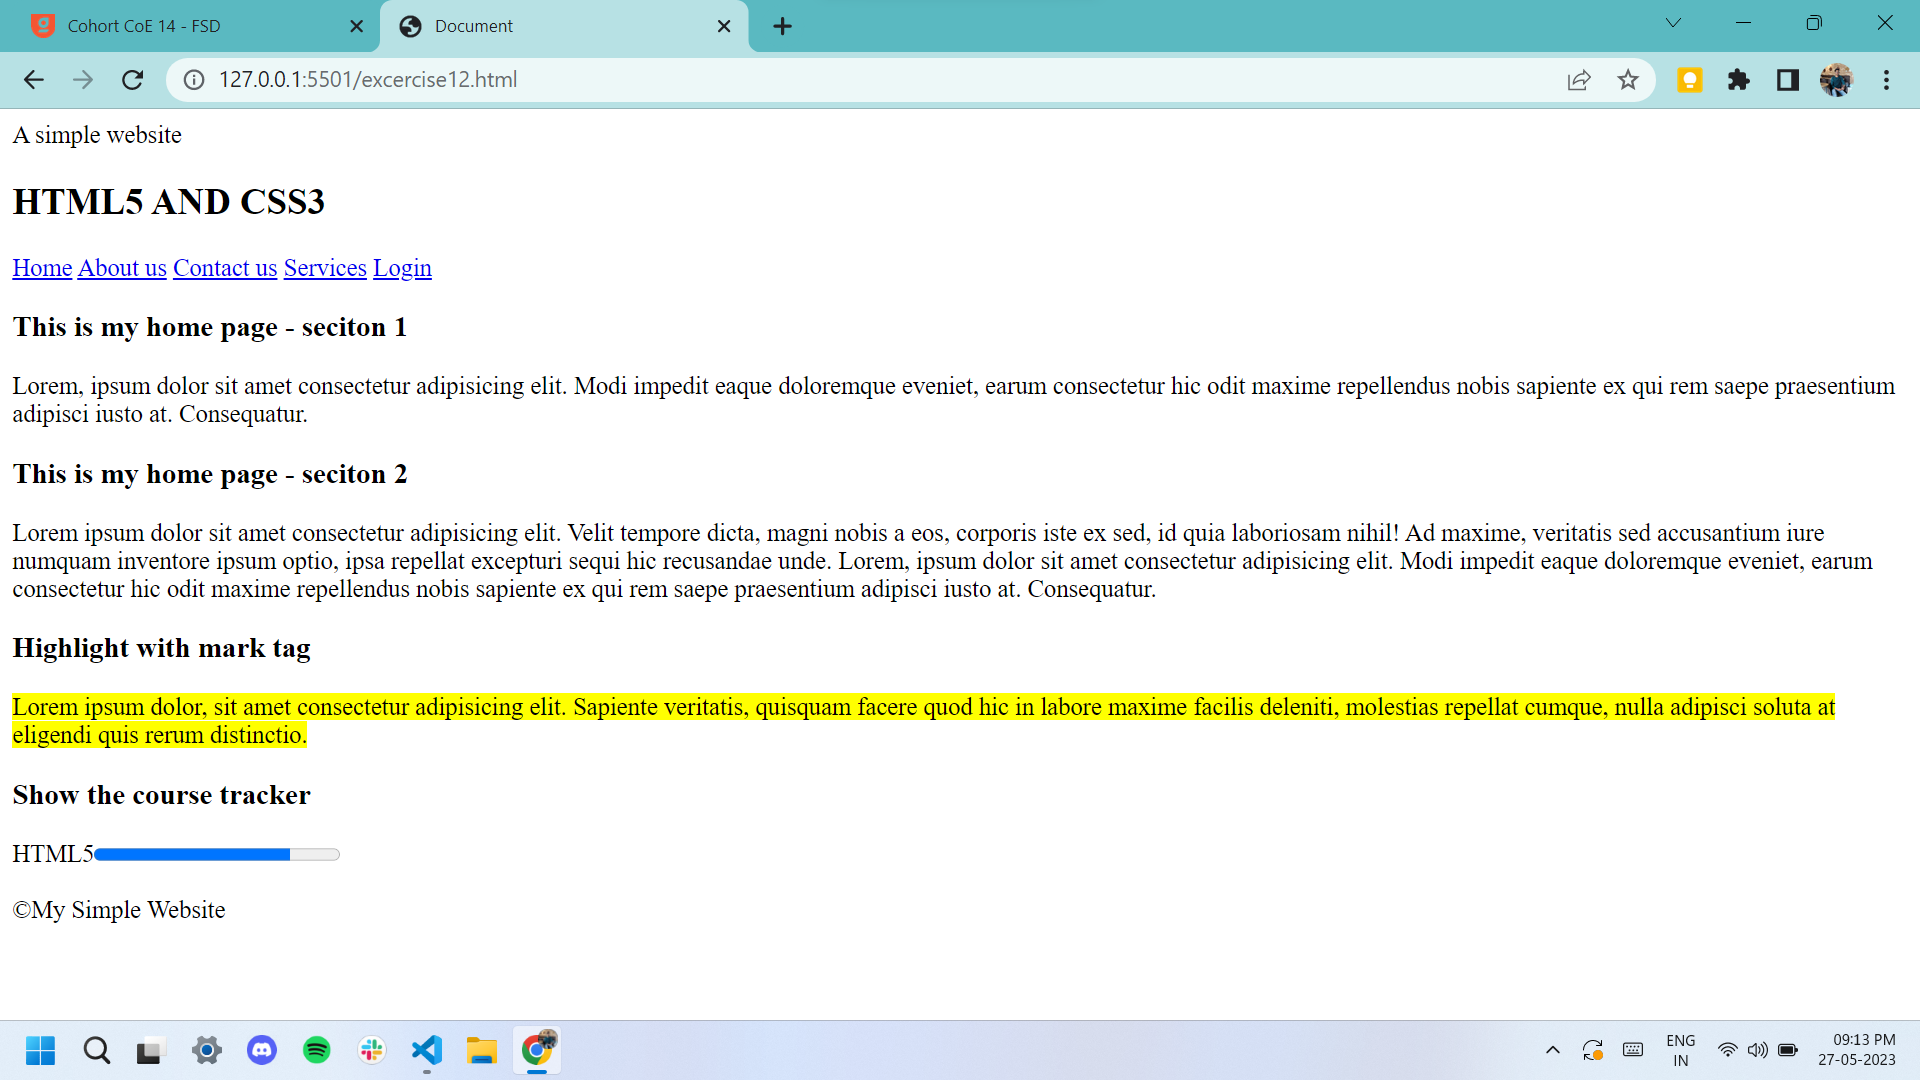 Cohort CoE 14 - FSD
Document
127.0.0.1:5501/excercise12.html
A simple website
HTML5 AND CSS3
Home About us Contact us Services Login
This is my home page - seciton 1
Lorem, ipsum dolor sit amet consectetur adipisicing elit. Modi impedit eaque doloremque eveniet, earum consectetur hic odit maxime repellendus nobis sapiente ex qui rem saepe praesentium
adipisci iusto at. Consequatur.
This is my home page - seciton 2
Lorem ipsum dolor sit amet consectetur adipisicing elit. Velit tempore dicta, magni nobis a eos, corporis iste ex sed, id quia laboriosam nihil! Ad maxime, veritatis sed accusantium iure
numquam inventore ipsum optio, ipsa repellat excepturi sequi hic recusandae unde. Lorem, ipsum dolor sit amet consectetur adipisicing elit. Modi impedit eaque doloremque eveniet, earum
consectetur hic odit maxime repellendus nobis sapiente ex qui rem saepe praesentium adipisci iusto at. Consequatur.
Highlight with mark tag
Lorem ipsum dolor, sit amet consectetur adipisicing elit. Sapiente veritatis, quisquam facere quod hic in labore maxime facilis deleniti, molestias repellat cumque, nulla adipisci soluta at
eligendi quis rerum distinctio.
Show the course tracker
HTML5
©My Simple Website
ENG
IN
09:13 PM
27-05-2023